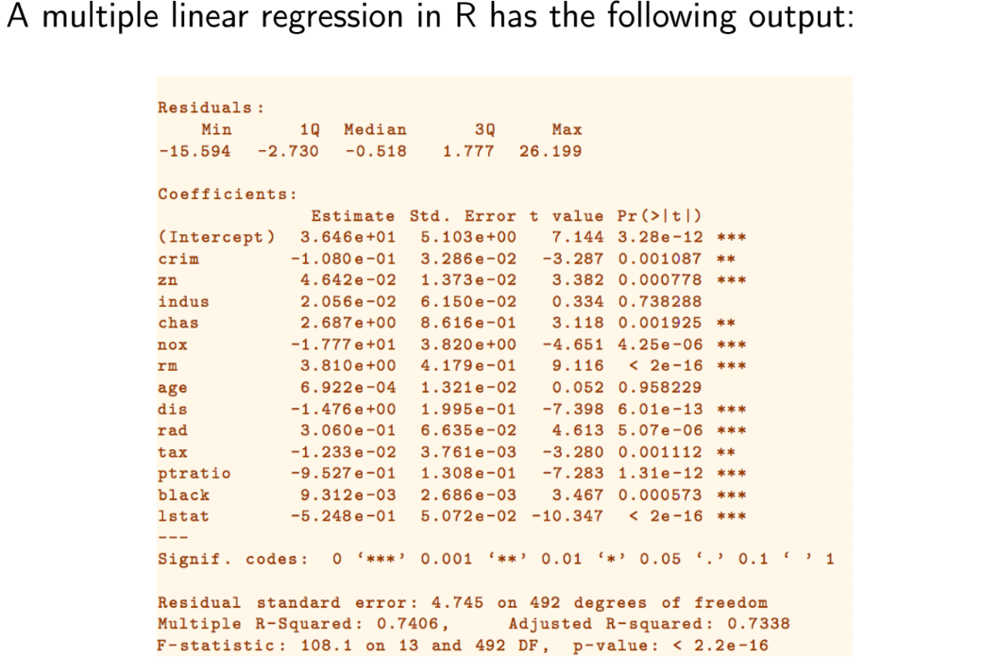 A multiple linear regression in R has the following output:
Residuals:
Min 1Q Median 3Q Max
-15.594 -2.730 -0.518 1.777 26.199
Coefficients:
Estimate Std. Error t value Pr(>|t|)
(Intercept) 3.646e+01 5.103e+00 7.144 3.28e-12 ***
crim -1.080e-01 3.286e-02 -3.287 0.001087 **
zn 4.642e-02 1.373e-02 3.382 0.000778 ***
indus 2.056e-02 6.150e-02 0.334 0.738288
chas 2.687e+00 8.616e-01 3.118 0.001925 **
nox -1.777e+01 3.820e+00 -4.651 4.25e-06 ***
rm 3.810e+00 4.179e-01 9.116 < 2e-16 ***
age 6.922e-04 1.321e-02 0.052 0.958229
dis -1.476e+00 1.995e-01 -7.398 6.01e-13 ***
rad 3.060e-01 6.635e-02 4.613 5.07e-06 ***
tax -1.233e-02 3.761e-03 -3.280 0.001112 **
ptratio -9.527e-01 1.308e-01 -7.283 1.31e-12 ***
black 9.312e-03 2.686e-03 3.467 0.000573 ***
lstat -5.248e-01 5.072e-02 -10.347 < 2e-16 ***
---
Signif. codes: 0 ‘***’ 0.001 ‘**’ 0.01 ‘*’ 0.05 ‘.’ 0.1 ‘ ’ 1
Residual standard error: 4.745 on 492 degrees of freedom
Multiple R-Squared: 0.7406, Adjusted R-squared: 0.7338
F-statistic: 108.1 on 13 and 492 DF, p-value: < 2.2e-16